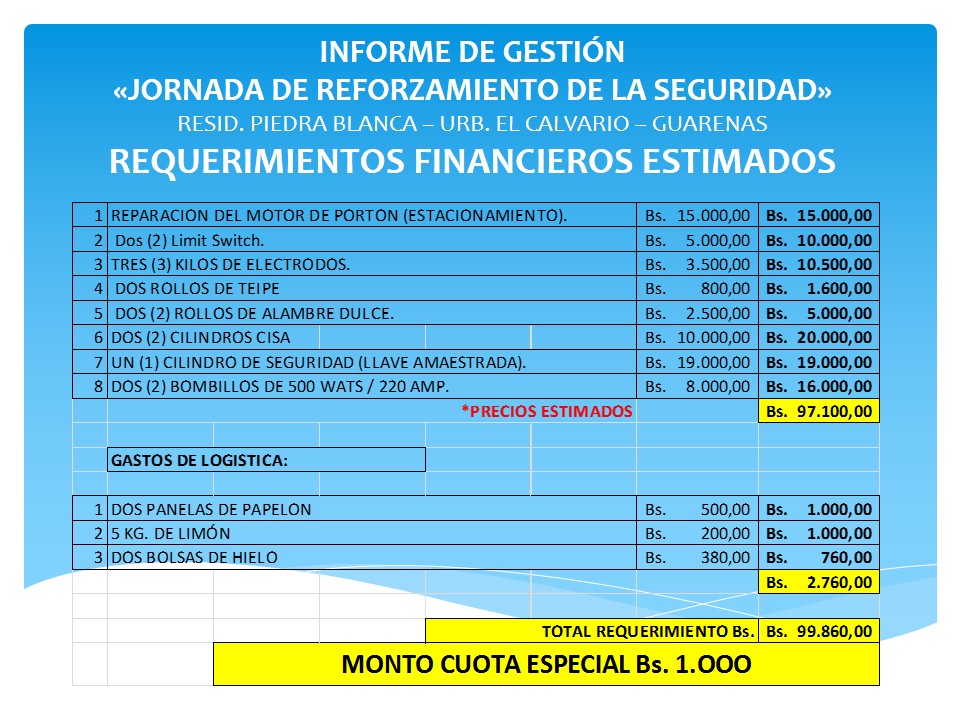 INFORME DE GESTIÓN
«JORNADA DE REFORZAMIENTO DE LA SEGURIDAD»
RESID. PIEDRA BLANCA – URB. EL CALVARIO – GUARENAS
REQUERIMIENTOS FINANCIEROS ESTIMADOS
1 REPARACION DEL MOTOR DE PORTON (ESTACIONAMIENTO). Bs. 15.000,00 Bs. 15.000,00
2 Dos (2) Limit Switch. Bs. 5.000,00 Bs. 10.000,00
3 TRES (3) KILOS DE ELECTRODOS. Bs. 3.500,00 Bs. 10.500,00
4 DOS ROLLOS DE TEIPE Bs. 800,00 Bs. 1.600,00
5 DOS (2) ROLLOS DE ALAMBRE DULCE. Bs. 2.500,00 Bs. 5.000,00
6 DOS (2) CILINDROS CISA Bs. 10.000,00 Bs. 20.000,00
7 UN (1) CILINDRO DE SEGURIDAD (LLAVE AMAESTRADA). Bs. 19.000,00 Bs. 19.000,00
8 DOS (2) BOMBILLOS DE 500 WATS / 220 AMP. Bs. 8.000,00 Bs. 16.000,00
*PRECIOS ESTIMADOS Bs. 97.100,00
GASTOS DE LOGISTICA:
1 DOS PANELAS DE PAPELON Bs. 500,00 Bs. 1.000,00
2 5 KG. DE LIMÓN Bs. 200,00 Bs. 1.000,00
3 DOS BOLSAS DE HIELO Bs. 380,00 Bs. 760,00
Bs. 2.760,00
TOTAL REQUERIMIENTO Bs. Bs. 99.860,00
MONTO CUOTA ESPECIAL Bs. 1.OOO